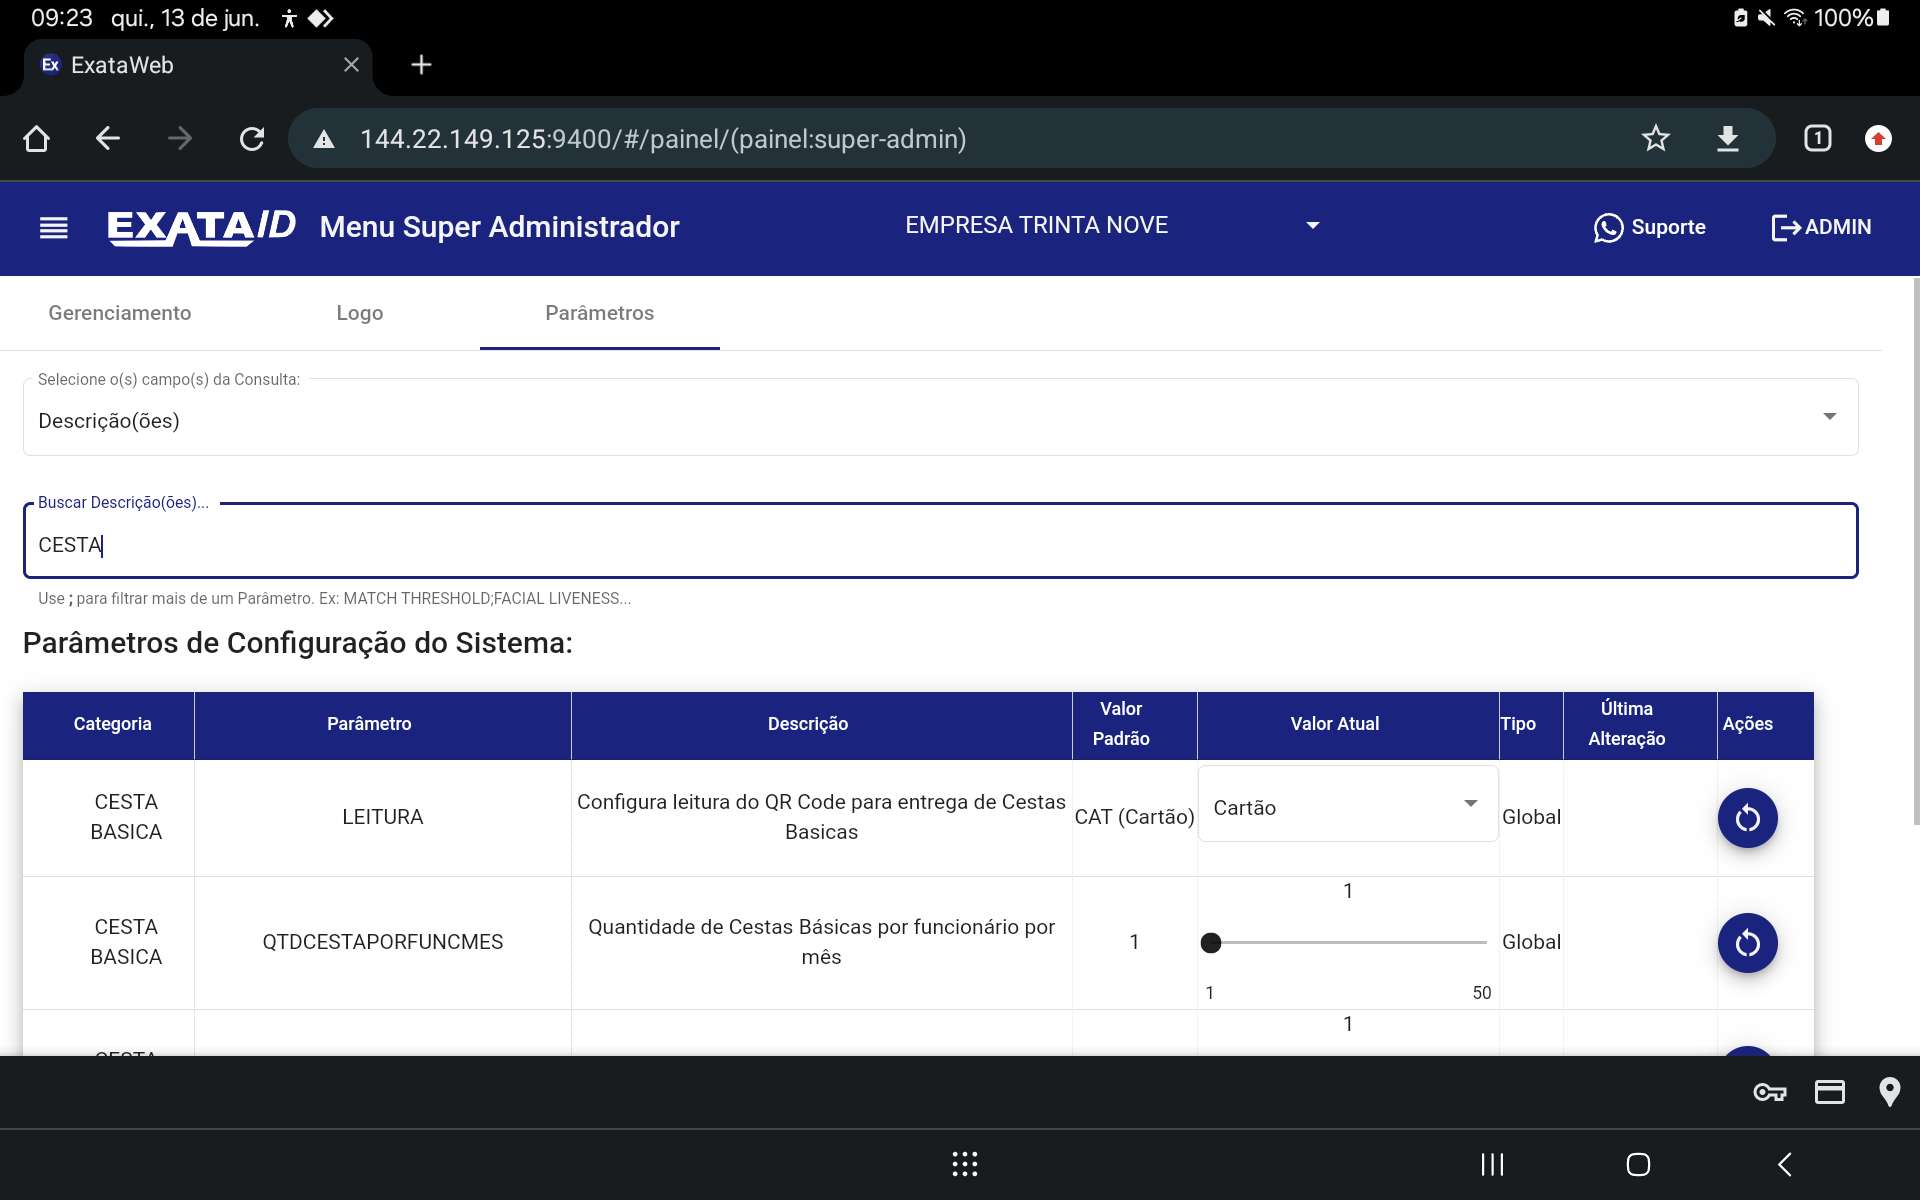 09:23 qui., 13 de jun.
100%
Ex ExataWeb
144.22.149.125:9400/#/painel/(painel:super-admin)
1
EXATAID Menu Super Administrador EMPRESA TRINTA NOVE Suporte ADMIN
Gerenciamento Logo Parâmetros
Selecione o(s) campo(s) da Consulta:
Descrição(ões)
Buscar Descrição(ões)...
CESTA
Use ; para filtrar mais de um Parâmetro. Ex: MATCH THRESHOLD;FACIAL LIVENESS...
Parâmetros de Configuração do Sistema:
Categoria Parâmetro Descrição Valor Padrão Valor Atual Tipo Última Alteração Ações
CESTA BASICA LEITURA Configura leitura do QR Code para entrega de Cestas Basicas CAT (Cartão) Cartão Global
CESTA BASICA QTDCESTAPORFUNCMES Quantidade de Cestas Básicas por funcionário por mês 1 1 Global
1 50
1
CESTA